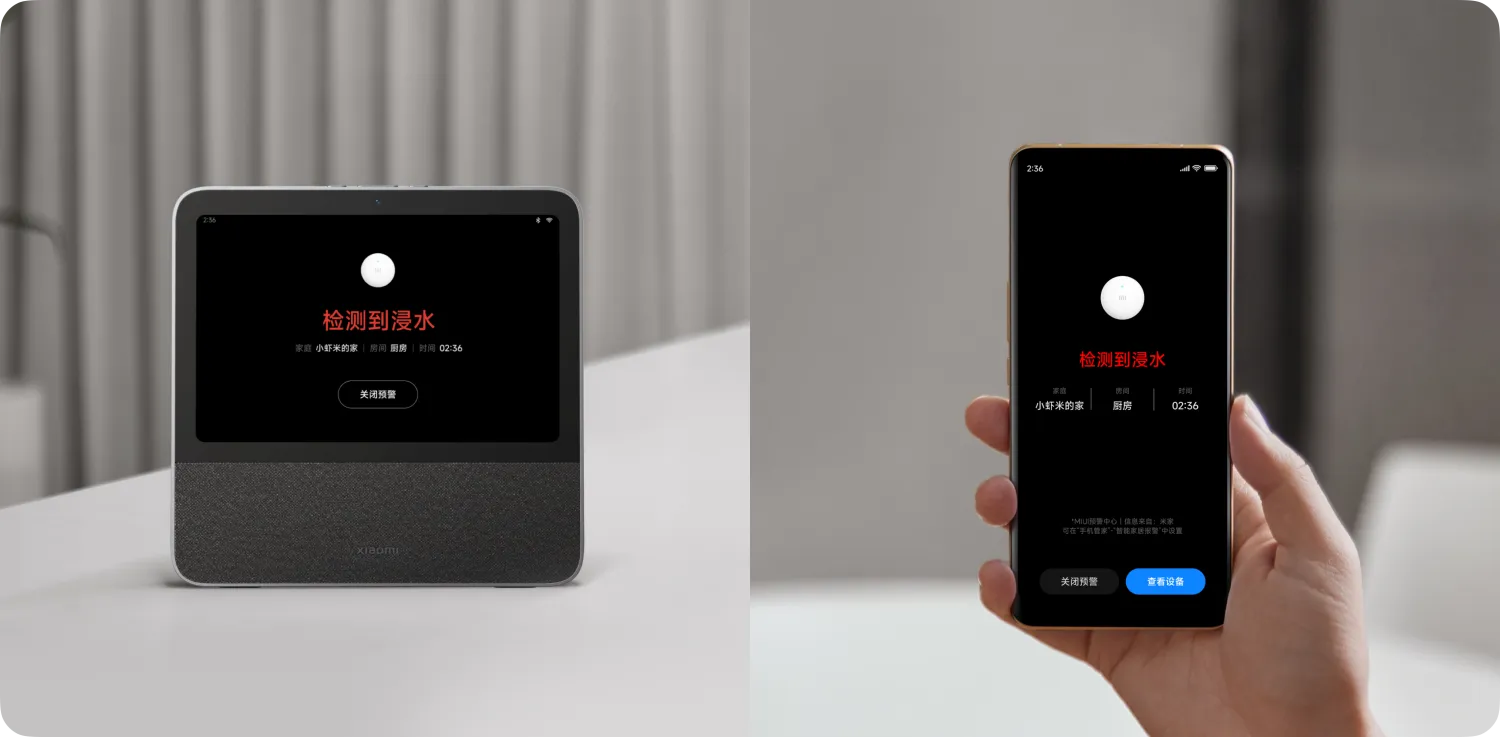 2:36
检测到浸水
家庭 小虾米的家 | 房间 厨房 | 时间 02:36
关闭预警
xiaomi
2:36
mi
检测到浸水
家庭 房间 时间
小虾米的家 厨房 02:36
*MIUI预警中心 | 信息来自：米家
可在"手机管家"-"智能家居报警"中设置
关闭预警 查看设备